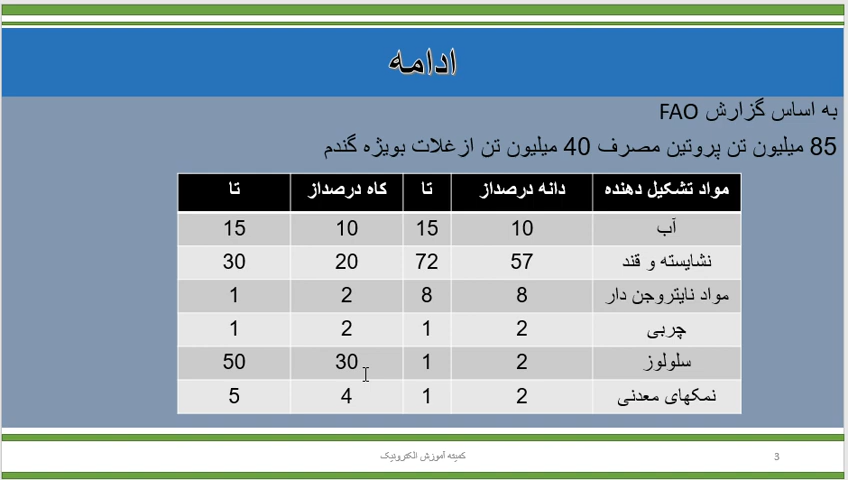 ادامه
به اساس گزارش FAO
85 میلیون تن پروتین مصرف 40 میلیون تن ازغلات بویژه گندم
مواد تشکیل دهنده دانه درصداز تا کاه درصداز تا
آب 10 15 10 15
نشایسته و قند 57 72 20 30
مواد نایتروجن دار 8 8 2 1
چربی 2 1 2 1
سلولوز 2 1 30 50
نمکهای معدنی 2 1 4 5
کمیته آموزش الکترونیک
3